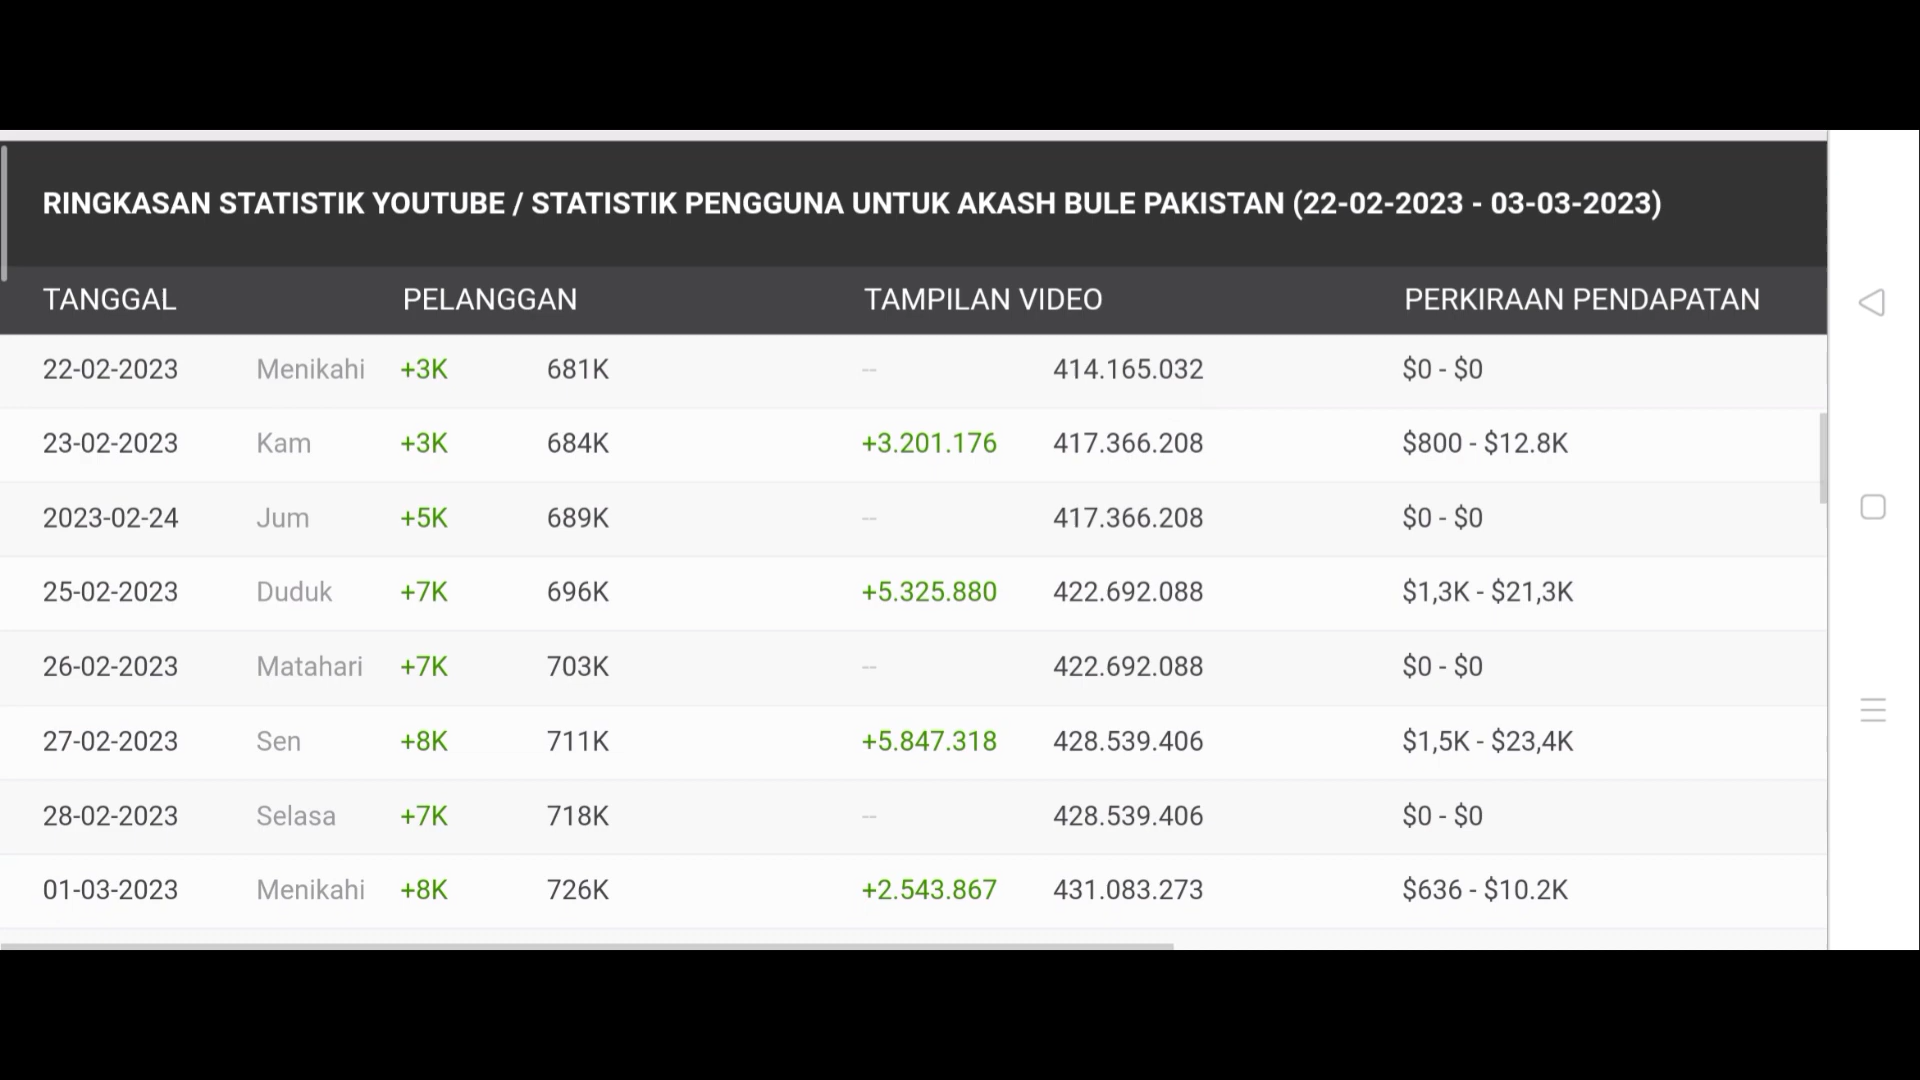 RINGKASAN STATISTIK YOUTUBE / STATISTIK PENGGUNA UNTUK AKASH BULE PAKISTAN (22-02-2023 - 03-03-2023)
TANGGAL PELANGGAN TAMPILAN VIDEO PERKIRAAN PENDAPATAN
22-02-2023 Menikahi +3K 681K -- 414.165.032 $0 - $0
23-02-2023 Kam +3K 684K +3.201.176 417.366.208 $800 - $12.8K
2023-02-24 Jum +5K 689K -- 417.366.208 $0 - $0
25-02-2023 Duduk +7K 696K +5.325.880 422.692.088 $1,3K - $21,3K
26-02-2023 Matahari +7K 703K -- 422.692.088 $0 - $0
27-02-2023 Sen +8K 711K +5.847.318 428.539.406 $1,5K - $23,4K
28-02-2023 Selasa +7K 718K -- 428.539.406 $0 - $0
01-03-2023 Menikahi +8K 726K +2.543.867 431.083.273 $636 - $10.2K